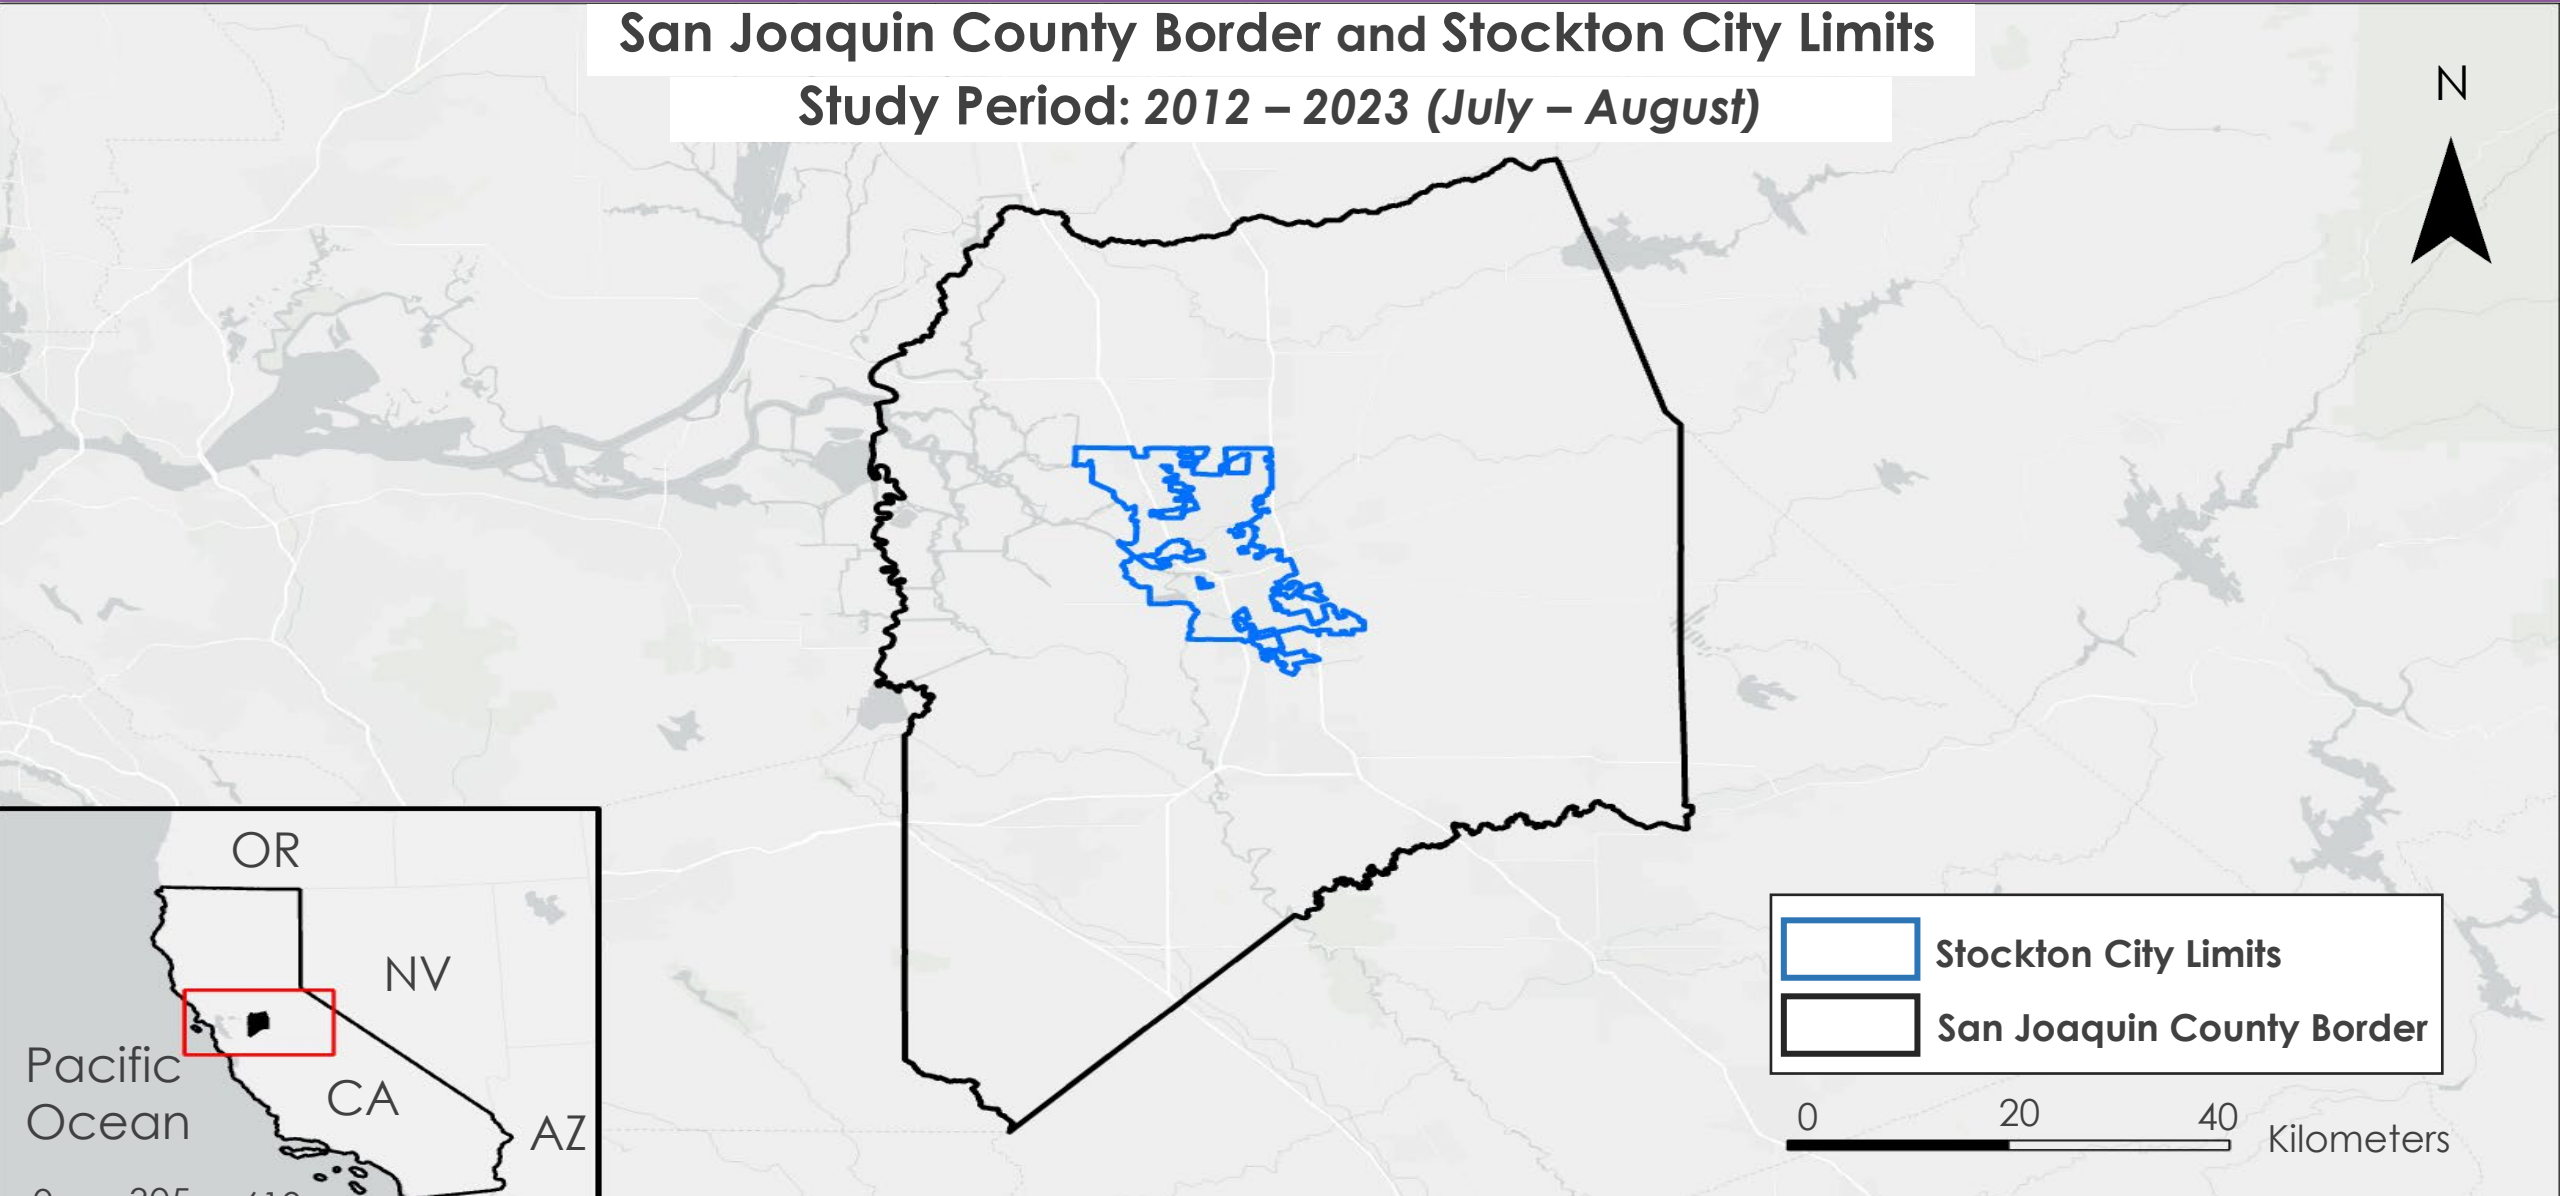 San Joaquin County Border and Stockton City Limits
Study Period: 2012 – 2023 (July – August)
N
OR
NV
Pacific
Ocean
CA
AZ
Stockton City Limits
San Joaquin County Border
0 20 40
Kilometers